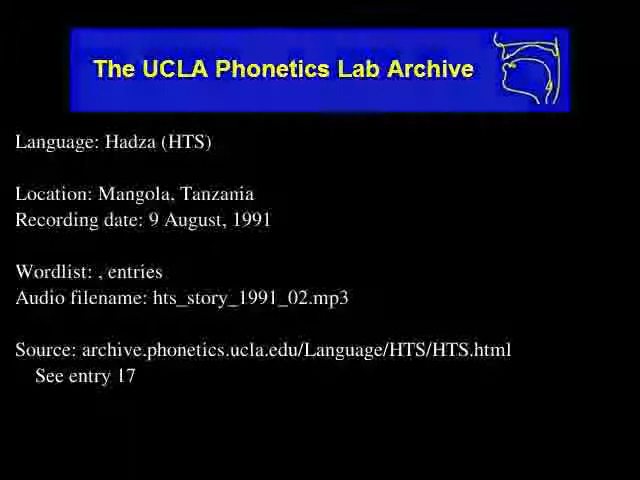 The UCLA Phonetics Lab Archive
Language: Hadza (HTS)
Location: Mangola, Tanzania
Recording date: 9 August, 1991
Wordlist: , entries
Audio filename: hts_story_1991_02.mp3
Source: archive.phonetics.ucla.edu/Language/HTS/HTS.html
See entry 17